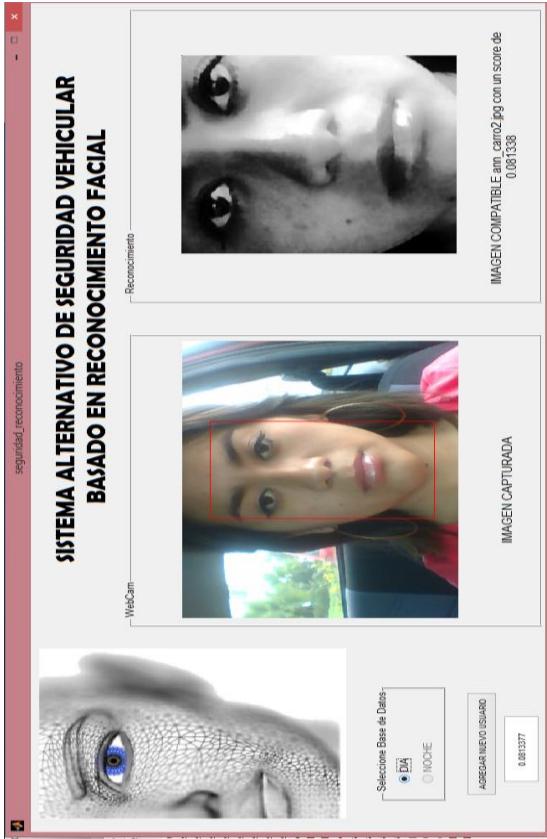 seguridad_reconocimiento
SISTEMA ALTERNATIVO DE SEGURIDAD VEHICULAR
BASADO EN RECONOCIMIENTO FACIAL
WebCam
IMAGEN CAPTURADA
Reconocimiento
IMAGEN COMPATIBLE ann_carro2.jpg con un score de
0.081338
Seleccione Base de Datos
DIA
NOCHE
AGREGAR NUEVO USUARIO
0.0813377